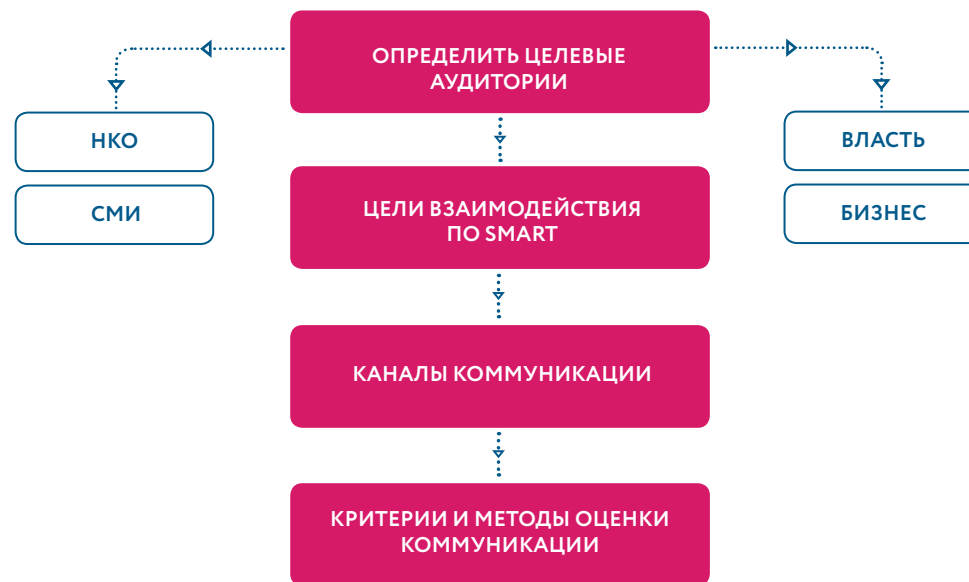 ОПРЕДЕЛИТЬ ЦЕЛЕВЫЕ
АУДИТОРИИ
НКО
СМИ
ВЛАСТЬ
БИЗНЕС
ЦЕЛИ ВЗАИМОДЕЙСТВИЯ
ПО SMART
КАНАЛЫ КОММУНИКАЦИИ
КРИТЕРИИ И МЕТОДЫ ОЦЕНКИ
КОММУНИКАЦИИ